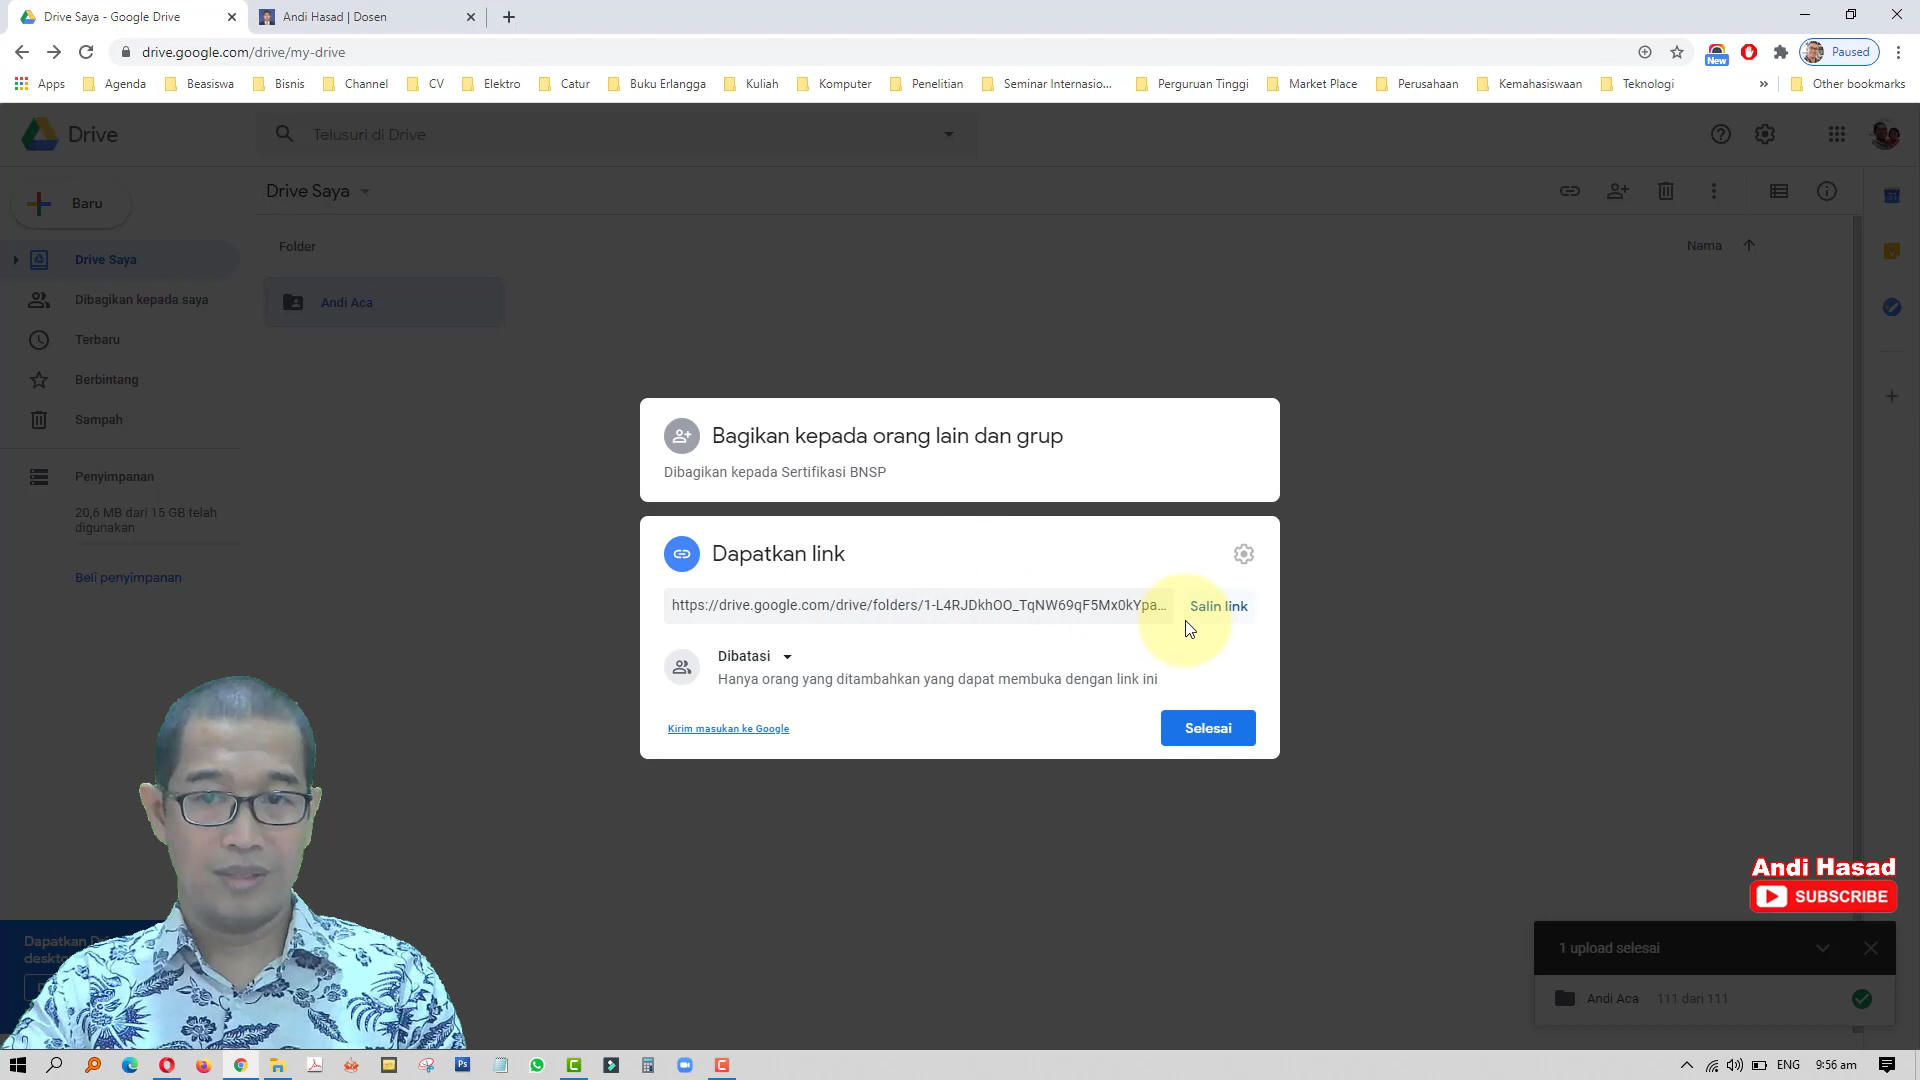 Drive Saya - Google Drive
Andi Hasad | Dosen
drive.google.com/drive/my-drive
New
Paused
Apps
Agenda
Beasiswa
Bisnis
Channel
CV
Elektro
Catur
Buku Erlangga
Kuliah
Komputer
Penelitian
Seminar Internasio...
Perguruan Tinggi
Market Place
Perusahaan
Kemahasiswaan
Teknologi
»
Other bookmarks
Drive
Telusuri di Drive
Baru
Drive Saya
Folder
Nama
Drive Saya
Dibagikan kepada saya
Terbaru
Berbintang
Sampah
Penyimpanan
20,6 MB dari 15 GB telah
digunakan
Beli penyimpanan
Andi Aca
Bagikan kepada orang lain dan grup
Dibagikan kepada Sertifikasi BNSP
Dapatkan link
https://drive.google.com/drive/folders/1-L4RJDkhOO_TqNW69qF5Mx0kYpa...
Salin link
Dibatasi
Hanya orang yang ditambahkan yang dapat membuka dengan link ini
Kirim masukan ke Google
Selesai
Dapatkan
Andi Hasad
SUBSCRIBE
1 upload selesai
Andi Aca
111 dari 111
Ps
ENG
9:56 am